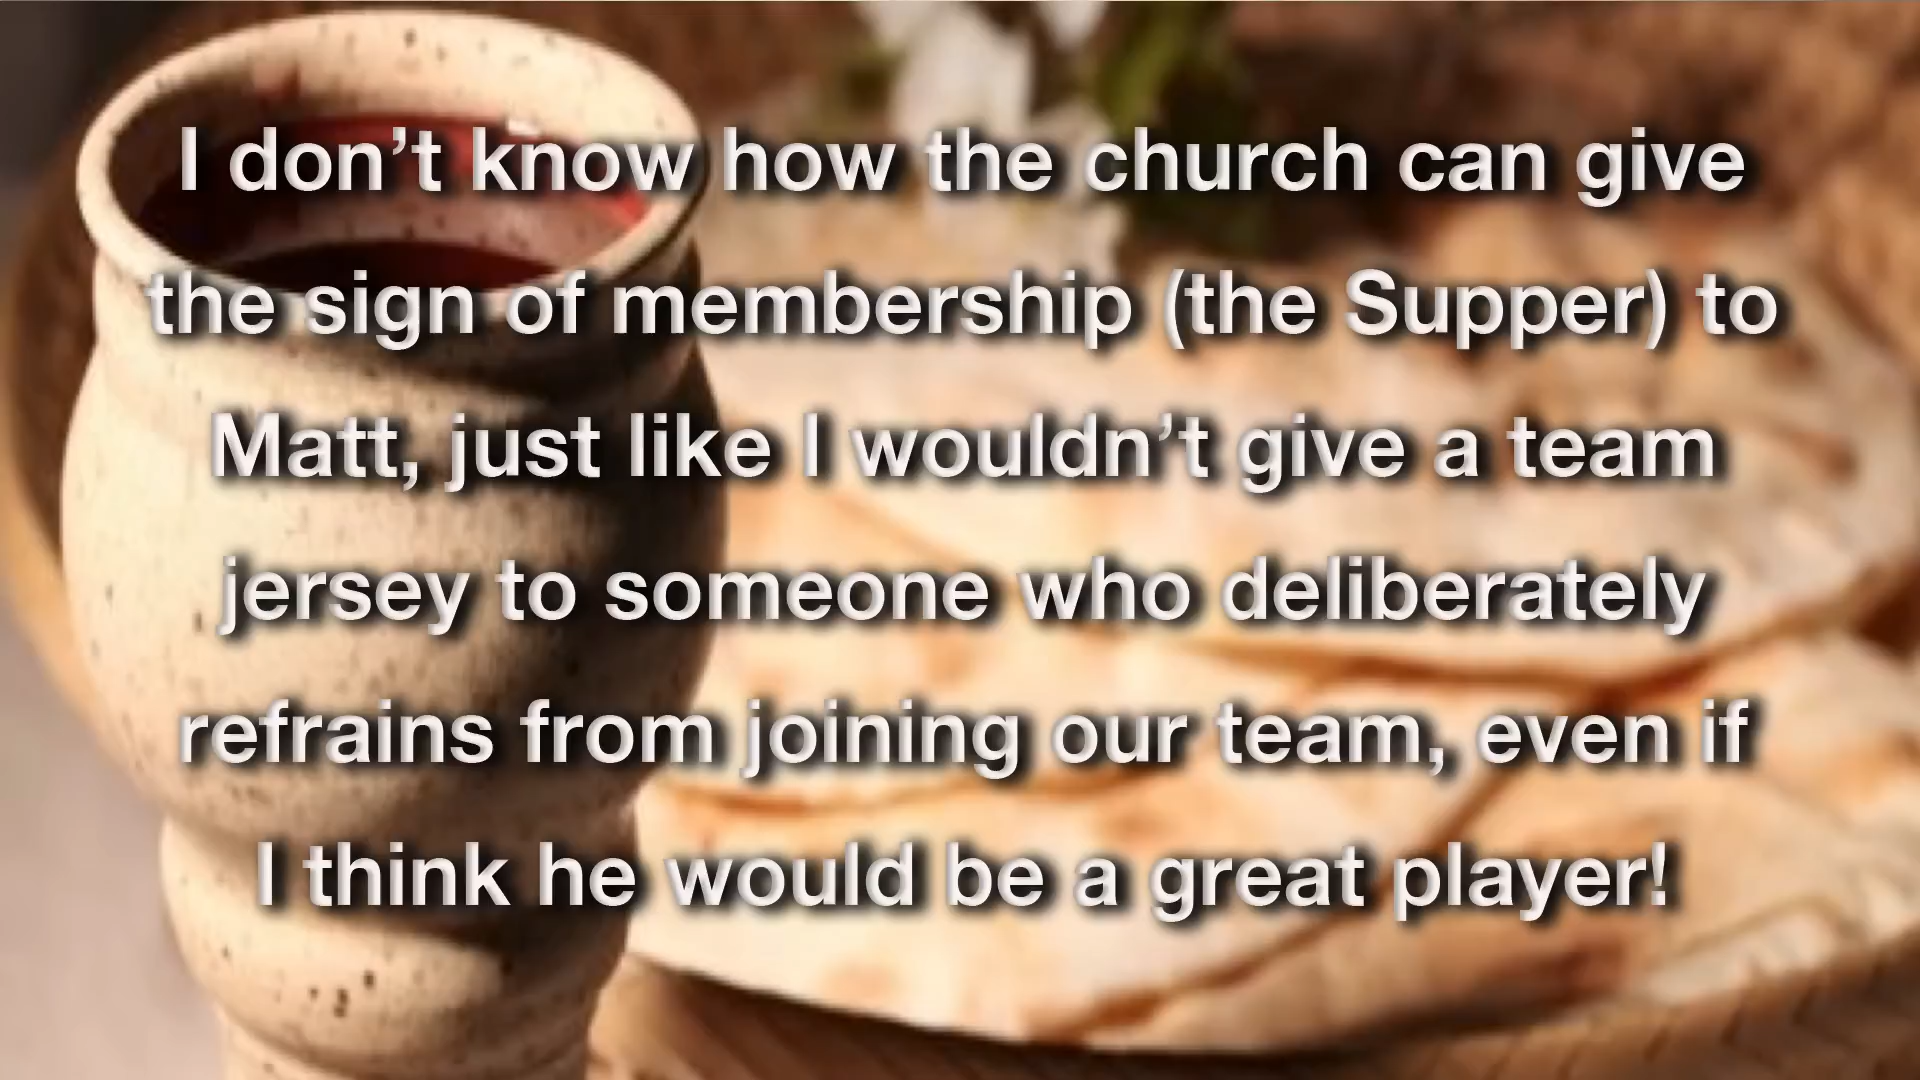 I don’t know how the church can give
the sign of membership (the Supper) to
Matt, just like I wouldn’t give a team
jersey to someone who deliberately
refrains from joining our team, even if
I think he would be a great player!